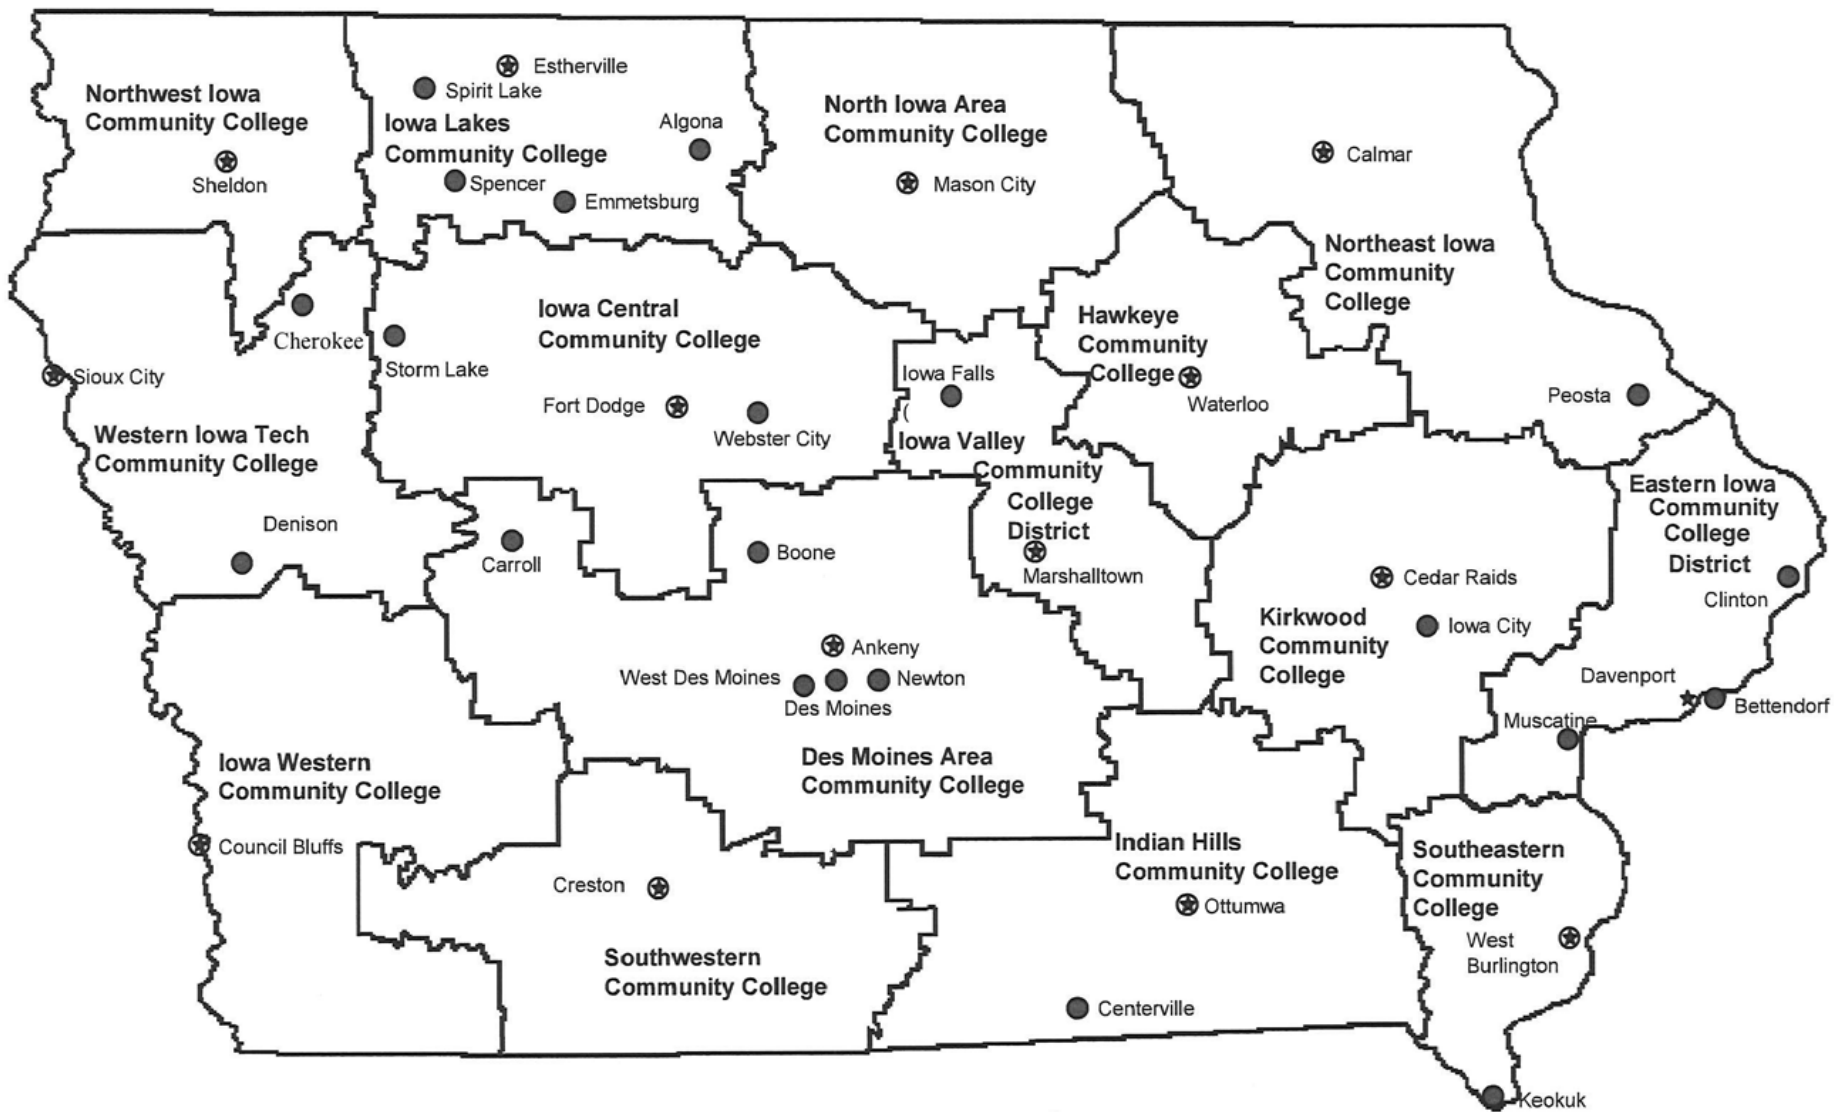 Northwest Iowa
Community College
Sheldon
Estherville
Spirit Lake
Iowa Lakes
Community College
Algona
Spencer
Emmetsburg
North Iowa Area
Community College
Mason City
Calmar
Northeast Iowa
Community
College
Peosta
Cherokee
Sioux City
Western Iowa Tech
Community College
Denison
Iowa Central
Community College
Storm Lake
Fort Dodge
Webster City
Iowa Falls
(
Iowa Valley
Community
College
District
Marshalltown
Hawkeye
Community
College
Waterloo
Eastern Iowa
Community
College
District
Clinton
Davenport
Bettendorf
Muscatine
Carroll
Boone
Ankeny
West Des Moines
Newton
Des Moines
Des Moines Area
Community College
Cedar Raids
Iowa City
Kirkwood
Community
College
Iowa Western
Community College
Council Bluffs
Creston
Southwestern
Community College
Indian Hills
Community College
Ottumwa
Centerville
Southeastern
Community
College
West
Burlington
Keokuk